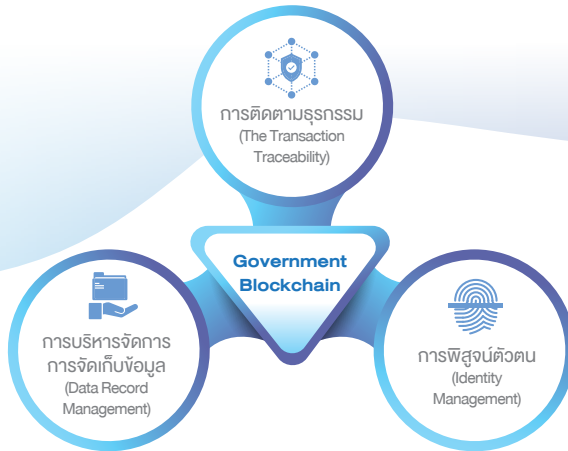 การติดตามธุรกรรม
(The Transaction
Traceability)
Government
Blockchain
การบริหารจัดการ
การจัดเก็บข้อมูล
(Data Record
Management)
การพิสูจน์ตัวตน
(Identity
Management)